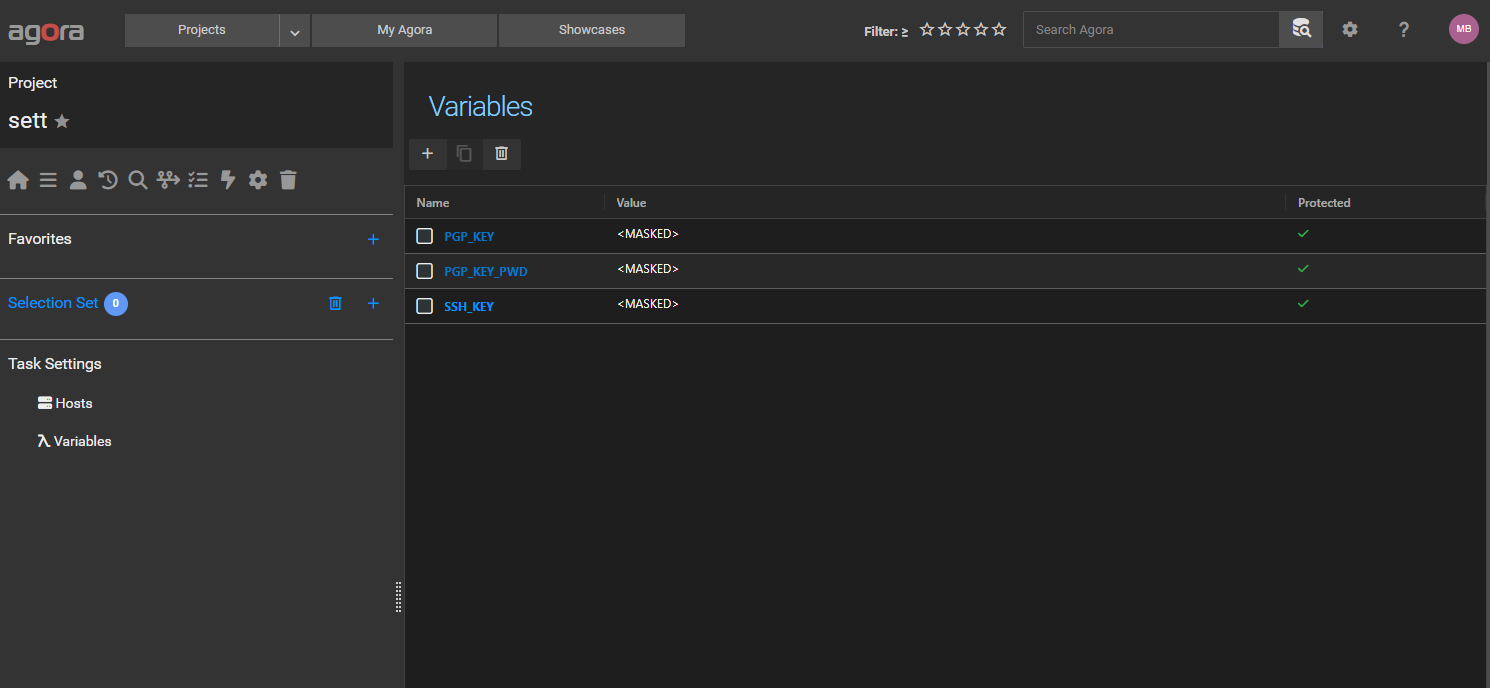 agora
Projects
My Agora
Showcases
Filter: ≥
Search Agora
?
MB
Project
sett
Favorites
Selection Set 0
Task Settings
Hosts
λ Variables
Variables
Name Value Protected
PGP_KEY <MASKED>
PGP_KEY_PWD <MASKED>
SSH_KEY <MASKED>